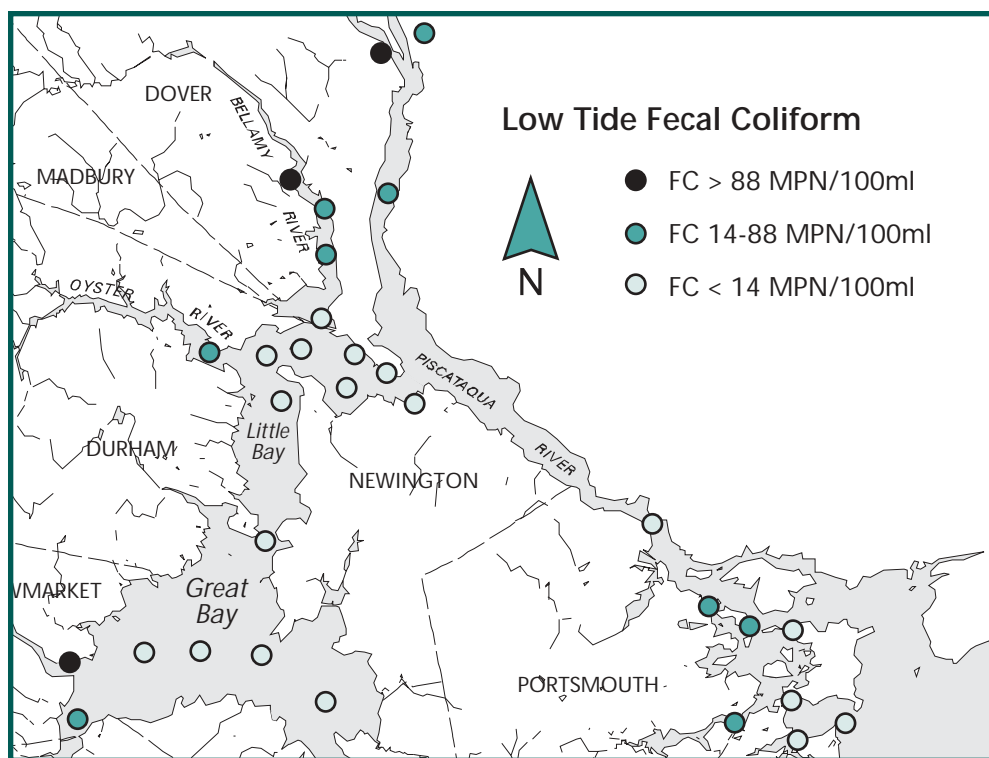 DOVER
BELLAMY
RIVER
MADBURY
OYSTER
RIVER
Low Tide Fecal Coliform
FC > 88 MPN/100ml
FC 14-88 MPN/100ml
FC < 14 MPN/100ml
N
PISCATAQUA
RIVER
Little
Bay
DURHAM
NEWINGTON
Great
Bay
WMARKET
PORTSMOUTH